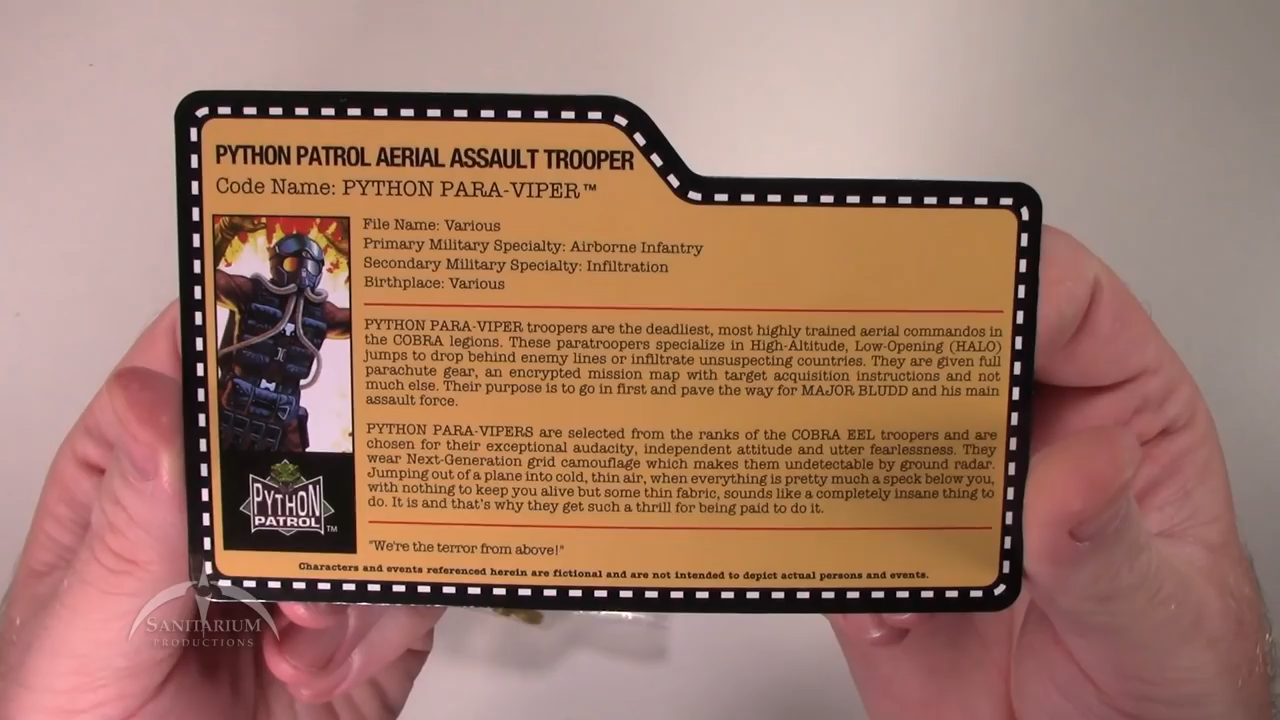 PYTHON PATROL AERIAL ASSAULT TROOPER
Code Name: PYTHON PARA-VIPER™
File Name: Various
Primary Military Specialty: Airborne Infantry
Secondary Military Specialty: Infiltration
Birthplace: Various
PYTHON PARA-VIPER troopers are the deadliest, most highly trained aerial commandos in
the COBRA legions. These paratroopers specialize in High-Altitude, Low-Opening (HALO)
jumps to drop behind enemy lines or infiltrate unsuspecting countries. They are given full
parachute gear, an encrypted mission map with target acquisition instructions and not
much else. Their purpose is to go in first and pave the way for MAJOR BLUDD and his main
assault force.
PYTHON PARA-VIPERS are selected from the ranks of the COBRA EEL troopers and are
chosen for their exceptional audacity, independent attitude and utter fearlessness. They
wear Next-Generation grid camouflage which makes them undetectable by ground radar.
Jumping out of a plane into cold, thin air, when everything is pretty much a speck below you,
with nothing to keep you alive but some thin fabric, sounds like a completely insane thing to
do. It is and that's why they get such a thrill for being paid to do it.
PYTHON
PATROL™
"We're the terror from above!"
Characters and events referenced herein are fictional and are not intended to depict actual persons and events.
SANITARIUM
PRODUCTIONS